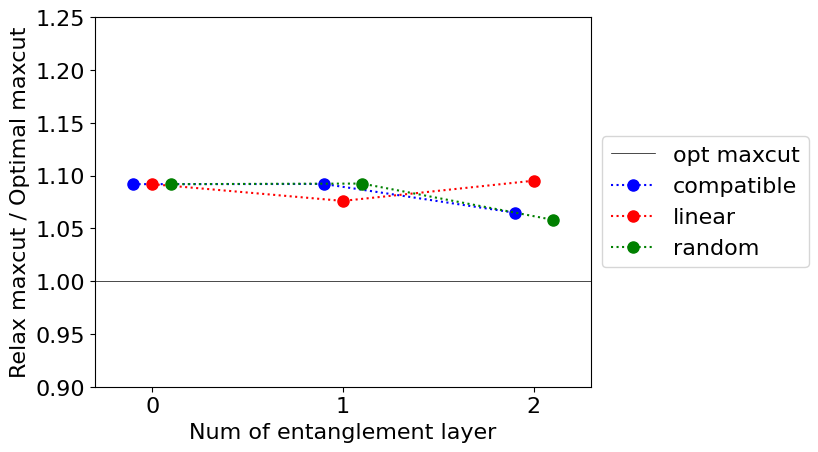 Relax maxcut / Optimal maxcut
1.25
1.20
1.15
1.10
1.05
1.00
0.95
0.90
0 1 2
Num of entanglement layer
opt maxcut
compatible
linear
random